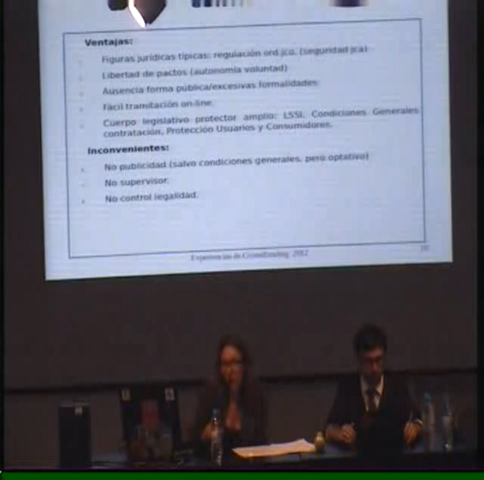 Ventajas:
Figuras jurídicas típicas: regulación ord.jco. (seguridad jca)
Libertad de pactos (autonomía voluntad)
Ausencia forma pública/excesivas formalidades.
Fácil tramitación on-line.
Cuerpo legislativo protector amplio: LSSI, Condiciones Generales
contratación, Protección Usuarios y Consumidores.
Inconvenientes:
No publicidad (salvo condiciones generales, pero optativo)
No supervisor.
No control legalidad.
Experiencias de Crowdfunding 2012